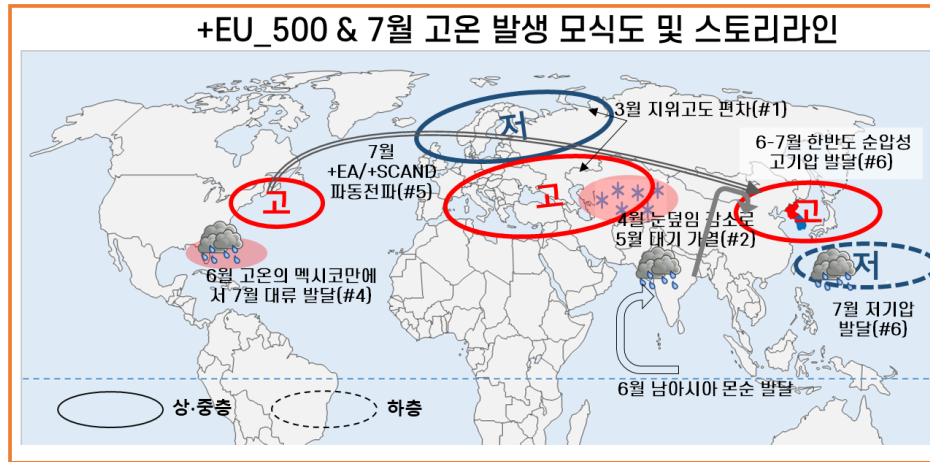 +EU_500 & 7월 고온 발생 모식도 및 스토리라인
저
3월 지위고도 편차(#1)
7월
+EA/+SCAND
파동전파(#5)
6-7월 한반도 순압성
고기압 발달(#6)
고
고
고
4월 눈덮임 감소로
5월 대기 가열(#2)
저
6월 고온의 멕시코만에
서 7월 대류 발달(#4)
7월 저기압
발달(#6)
6월 남아시아 몬순 발달
상·중층
하층